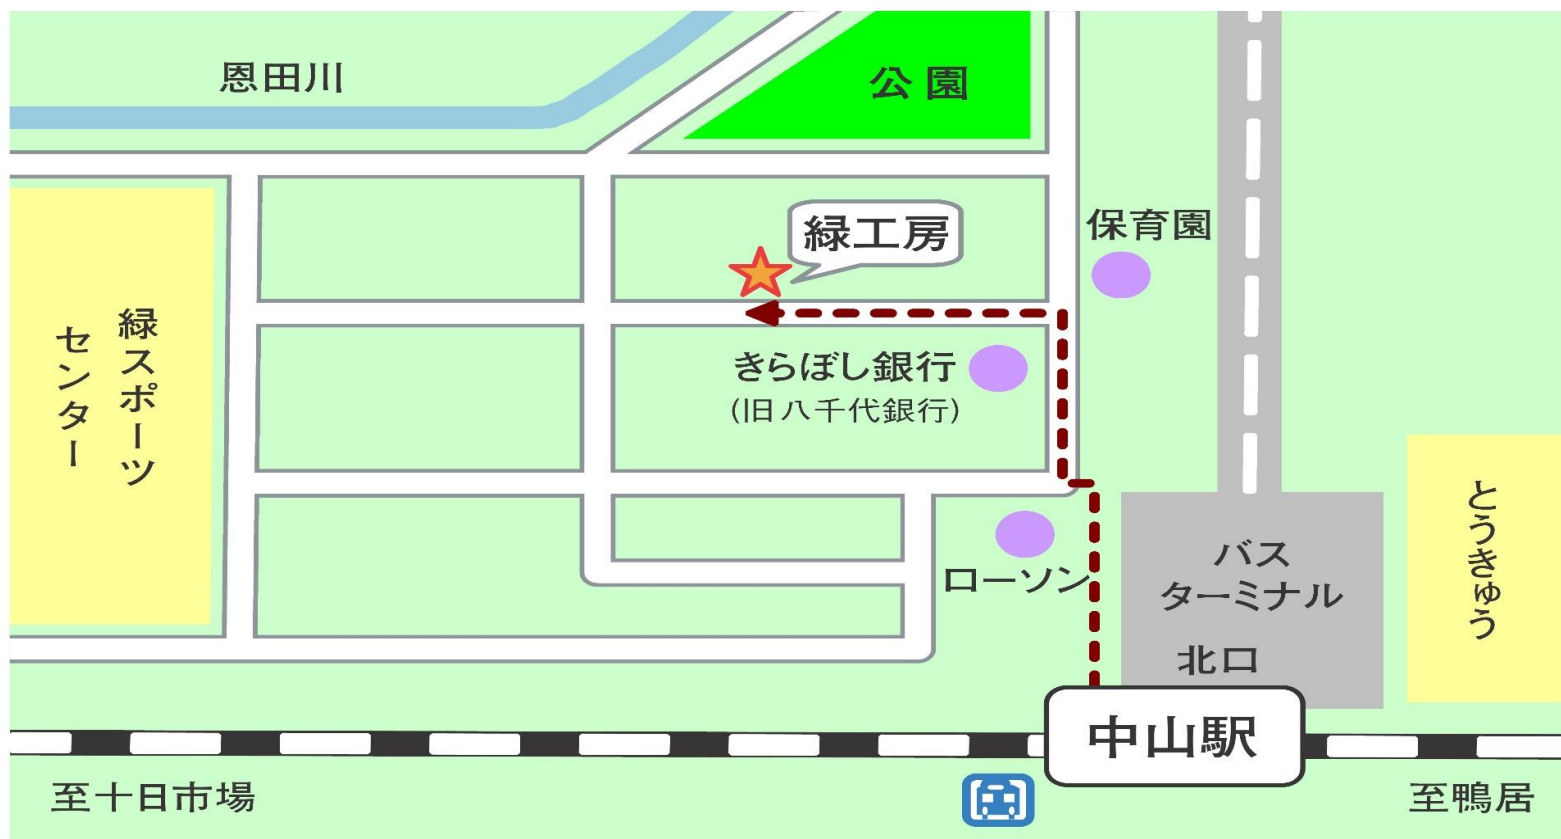 恩田川
公園
保育園
緑工房
緑スポーツ
センター
きらぼし銀行
(旧八千代銀行)
とうきゅう
ローソン
バス
ターミナル
北口
中山駅
至十日市場
至鴨居